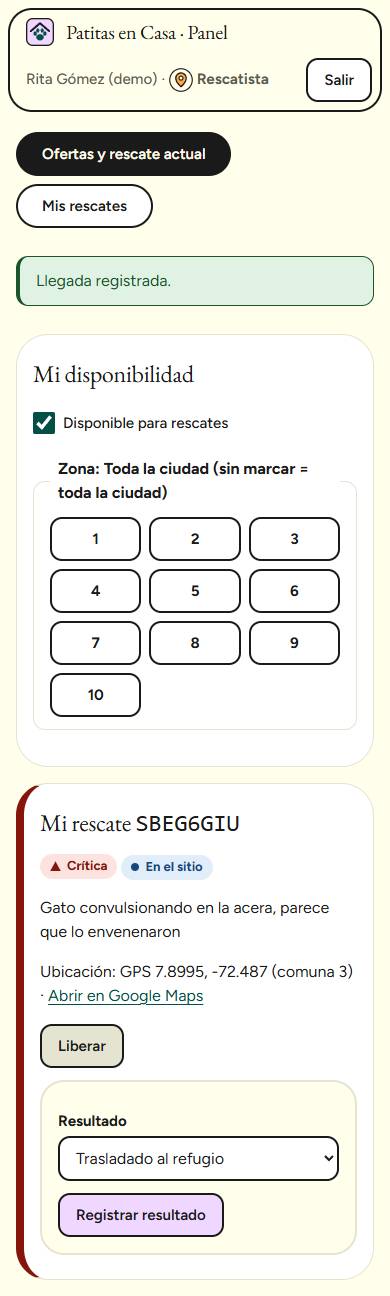 Patitas en Casa · Panel
Rita Gómez (demo) · Rescatista
Salir
Ofertas y rescate actual
Mis rescates
Llegada registrada.
Mi disponibilidad
Disponible para rescates
Zona: Toda la ciudad (sin marcar =
toda la ciudad)
1 2 3
4 5 6
7 8 9
10
Mi rescate SBEG6GIU
Crítica En el sitio
Gato convulsionando en la acera, parece
que lo envenenaron
Ubicación: GPS 7.8995, -72.487 (comuna 3)
· Abrir en Google Maps
Liberar
Resultado
Trasladado al refugio
Registrar resultado